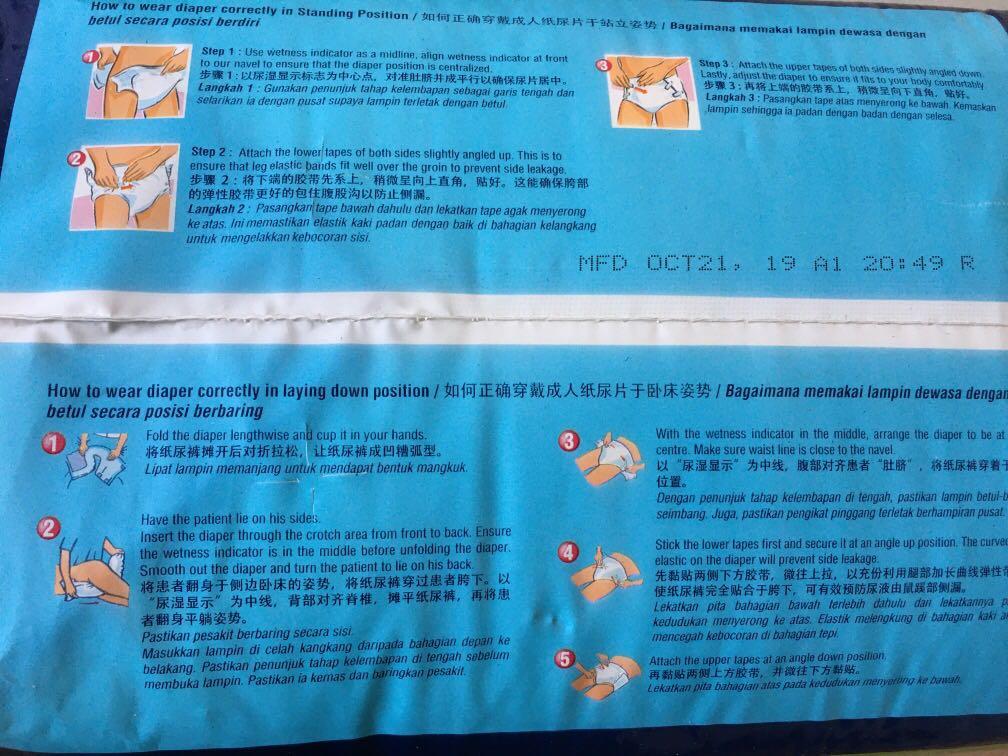 How to wear diaper correctly in Standing Position / 如何正确穿戴成人纸尿片于站立姿势 / Bagaimana memakai lampin dewasa dengan
betul secara posisi berdiri
1
Step 1 : Use wetness indicator as a midline, align wetness indicator at front
to our navel to ensure that the diaper position is centralized.
步骤 1 : 以尿湿显示标志为中心点，对准肚脐并成平行以确保尿片居中。
Langkah 1 : Gunakan penunjuk tahap kelembapan sebagai garis tengah dan
selarikan ia dengan pusat supaya lampin terletak dengan betul.
2
Step 2 : Attach the lower tapes of both sides slightly angled up. This is to
ensure that leg elastic bands fit well over the groin to prevent side leakage.
步骤 2 : 将下端的胶带先系上，稍微呈向上直角，贴好。这能确保胯部
的弹性胶带更好的包住腹股沟以防止侧漏。
Langkah 2 : Pasangkan tape bawah dahulu dan lekatkan tape agak menyerong
ke atas. Ini memastikan elastik kaki padan dengan baik di bahagian kelangkang
untuk mengelakkan kebocoran sisi.
3
Step 3 : Attach the upper tapes of both sides slightly angled down.
Lastly, adjust the diaper to ensure it fits to your body comfortably
步骤 3 : 再将上端的胶带系上，稍微呈向下直角，贴好。
Langkah 3 : Pasangkan tape atas menyerong ke bawah. Kemaskan
lampin sehingga ia padan dengan badan dengan selesa.
MFD OCT21, 19 A1 20:49 R
How to wear diaper correctly in laying down position / 如何正确穿戴成人纸尿片于卧床姿势 / Bagaimana memakai lampin dewasa dengan
betul secara posisi berbaring
1
Fold the diaper lengthwise and cup it in your hands.
将纸尿裤摊开后对折拉松，让纸尿裤成凹槽弧型。
Lipat lampin memanjang untuk mendapat bentuk mangkuk.
2
Have the patient lie on his sides.
Insert the diaper through the crotch area from front to back. Ensure
the wetness indicator is in the middle before unfolding the diaper.
Smooth out the diaper and turn the patient to lie on his back.
将患者翻身于侧边卧床的姿势，将纸尿裤穿过患者胯下。以
“尿湿显示”为中线，背部对齐脊椎，摊平纸尿裤，再将患
者翻身平躺姿势。
Pastikan pesakit berbaring secara sisi.
Masukkan lampin di celah kangkang daripada bahagian depan ke
belakang. Pastikan penunjuk tahap kelembapan di tengah sebelum
membuka lampin. Pastikan ia kemas dan baringkan pesakit.
3
With the wetness indicator in the middle, arrange the diaper to be at
centre. Make sure waist line is close to the navel.
以“尿湿显示”为中线，腹部对齐患者“肚脐”，将纸尿裤穿着于
位置。
Dengan penunjuk tahap kelembapan di tengah, pastikan lampin betul-b
seimbang. Juga, pastikan pengikat pinggang terletak berhampiran pusat.
4
Stick the lower tapes first and secure it at an angle up position. The curved
elastic on the diaper will prevent side leakage.
先黏贴两侧下方胶带，微往上拉，以充份利用腿部加长曲线弹性带
使纸尿裤完全贴合于胯下，可有效预防尿液由鼠蹊部侧漏。
Lekatkan pita bahagian bawah terlebih dahulu dan lekatkannya p
kedudukan menyerong ke atas. Elastik melengkung di bahagian kaki a
mencegah kebocoran di bahagian tepi.
5
Attach the upper tapes at an angle down position.
再黏贴两侧上方胶带，并微往下方黏贴。
Lekatkan pita bahagian atas pada kedudukan menyerong ke bawah.